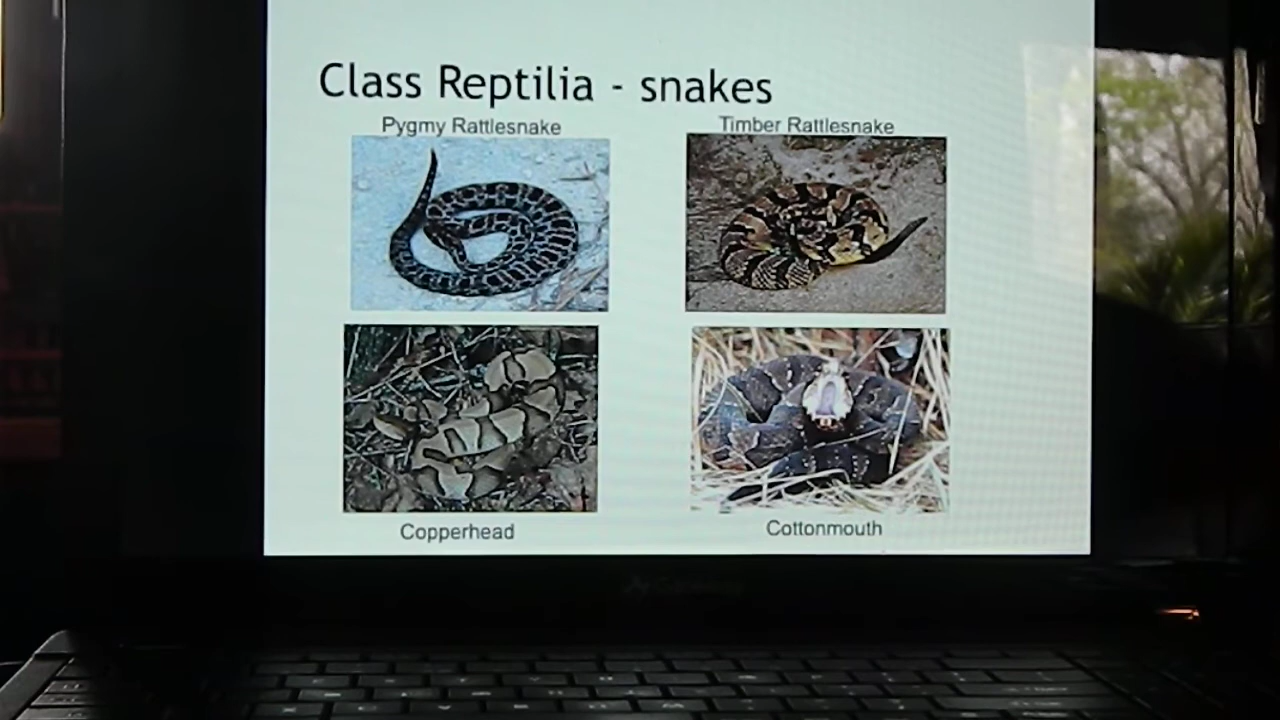 Class Reptilia - snakes
Pygmy Rattlesnake
Timber Rattlesnake
Copperhead
Cottonmouth